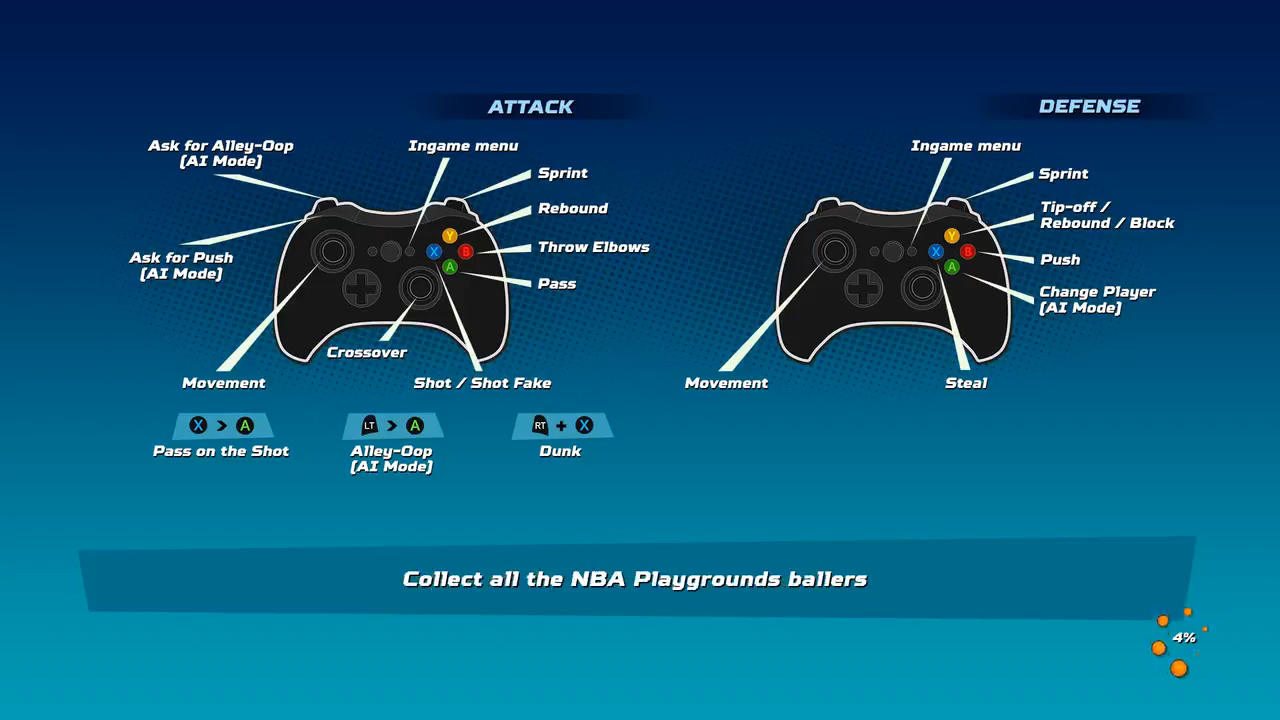 ATTACK
DEFENSE
Ask for Alley-Oop
[AI Mode]
Ingame menu
Sprint
Rebound
Throw Elbows
Pass
Ask for Push
[AI Mode]
Y
X
B
A
Crossover
Movement
Shot / Shot Fake
Ingame menu
Sprint
Tip-off /
Rebound / Block
Push
Change Player
[AI Mode]
Y
X
B
A
Movement
Steal
X > A
Pass on the Shot
LT > A
Alley-Oop
[AI Mode]
RT + X
Dunk
Collect all the NBA Playgrounds ballers
4%